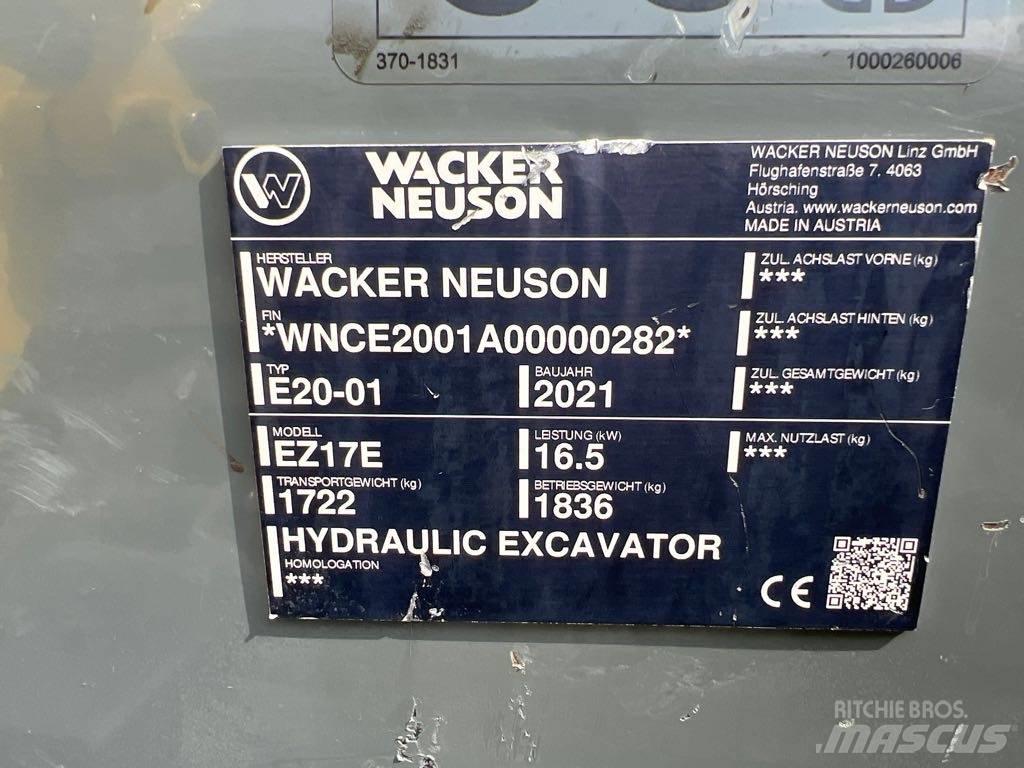 370-1831 1000260006
WACKER
NEUSON
WACKER NEUSON Linz GmbH
Flughafenstraße 7, 4063
Hörsching
Austria, www.wackerneuson.com
MADE IN AUSTRIA
HERSTELLER
WACKER NEUSON
ZUL. ACHSLAST VORNE (kg)
***
FIN
*WNCE2001A00000282*
ZUL. ACHSLAST HINTEN (kg)
***
TYP
E20-01
BAUJAHR
2021
ZUL. GESAMTGEWICHT (kg)
***
MODELL
EZ17E
LEISTUNG (kW)
16.5
MAX. NUTZLAST (kg)
***
TRANSPORTGEWICHT (kg)
1722
BETRIEBSGEWICHT (kg)
1836
HYDRAULIC EXCAVATOR
HOMOLOGATION
***
CE
RITCHIE BROS.
MASCUS